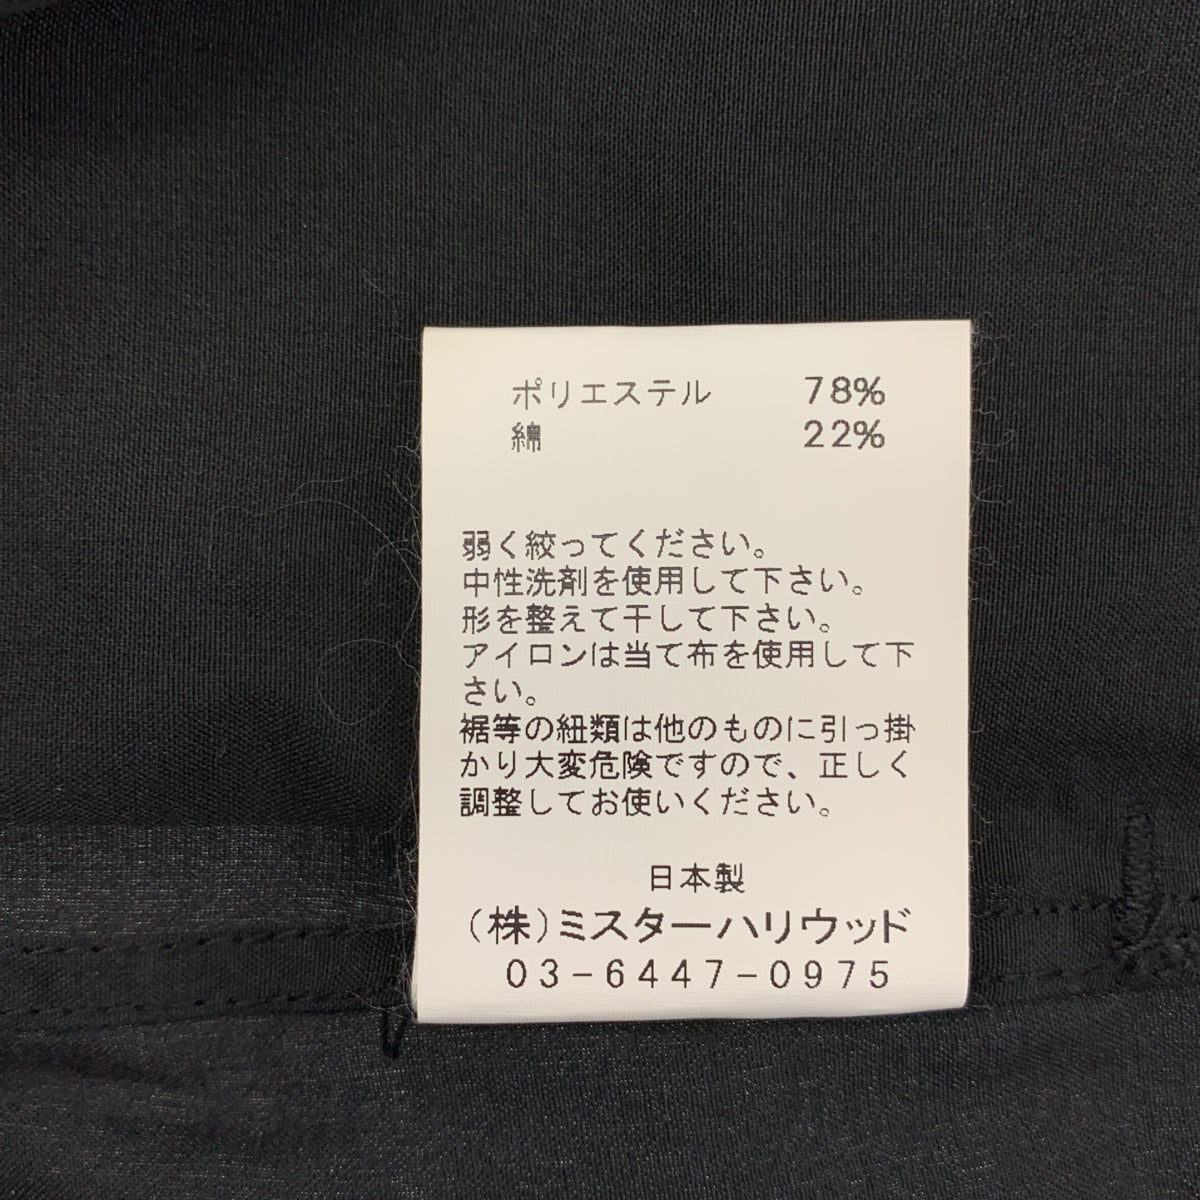 ポリエステル 78%
綿 22%
弱く絞ってください。
中性洗剤を使用して下さい。
形を整えて干して下さい。
アイロンは当て布を使用して下
さい。
裾等の紐類は他のものに引っ掛
かり大変危険ですので、正しく
調整してお使いください。
日本製
(株)ミスターハリウッド
03-6447-0975